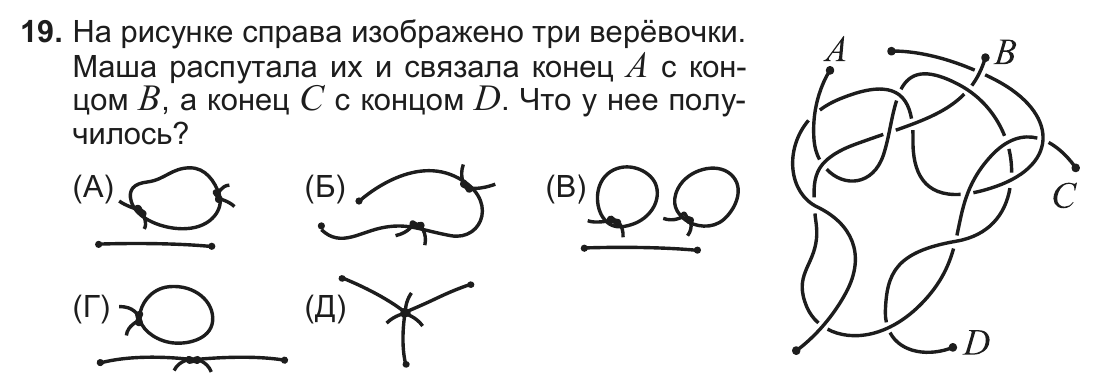 19. На рисунке справа изображено три верёвочки.
Маша распутала их и связала конец A с кон-
цом B, а конец C с концом D. Что у нее полу-
чилось?
(А) (Б) (В)
(Г) (Д)
A
B
C
D